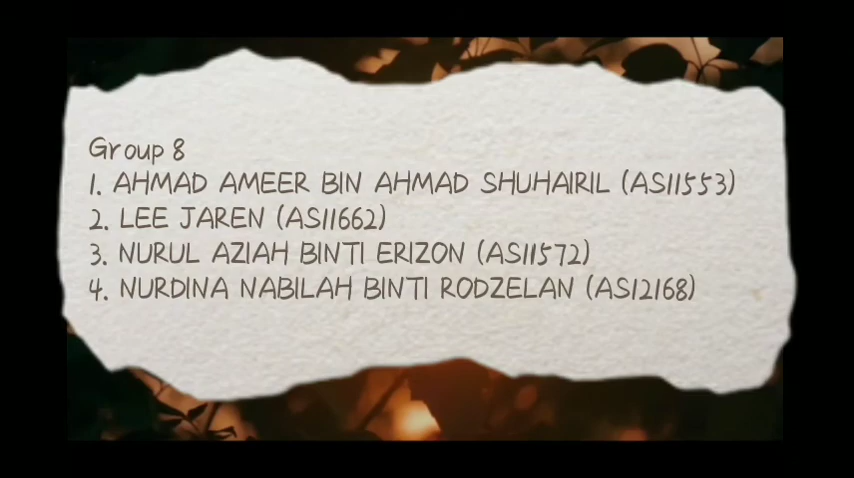 Group 8
1. AHMAD AMEER BIN AHMAD SHUHAIRIL (AS11553)
2. LEE JAREN (AS11662)
3. NURUL AZIAH BINTI ERIZON (AS11572)
4. NURDINA NABILAH BINTI RODZELAN (AS12168)